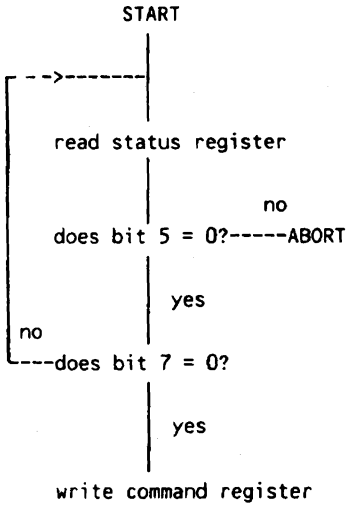 START
read status register
no
does bit 5 = 0?-----ABORT
yes
no
does bit 7 = 0?
yes
write command register